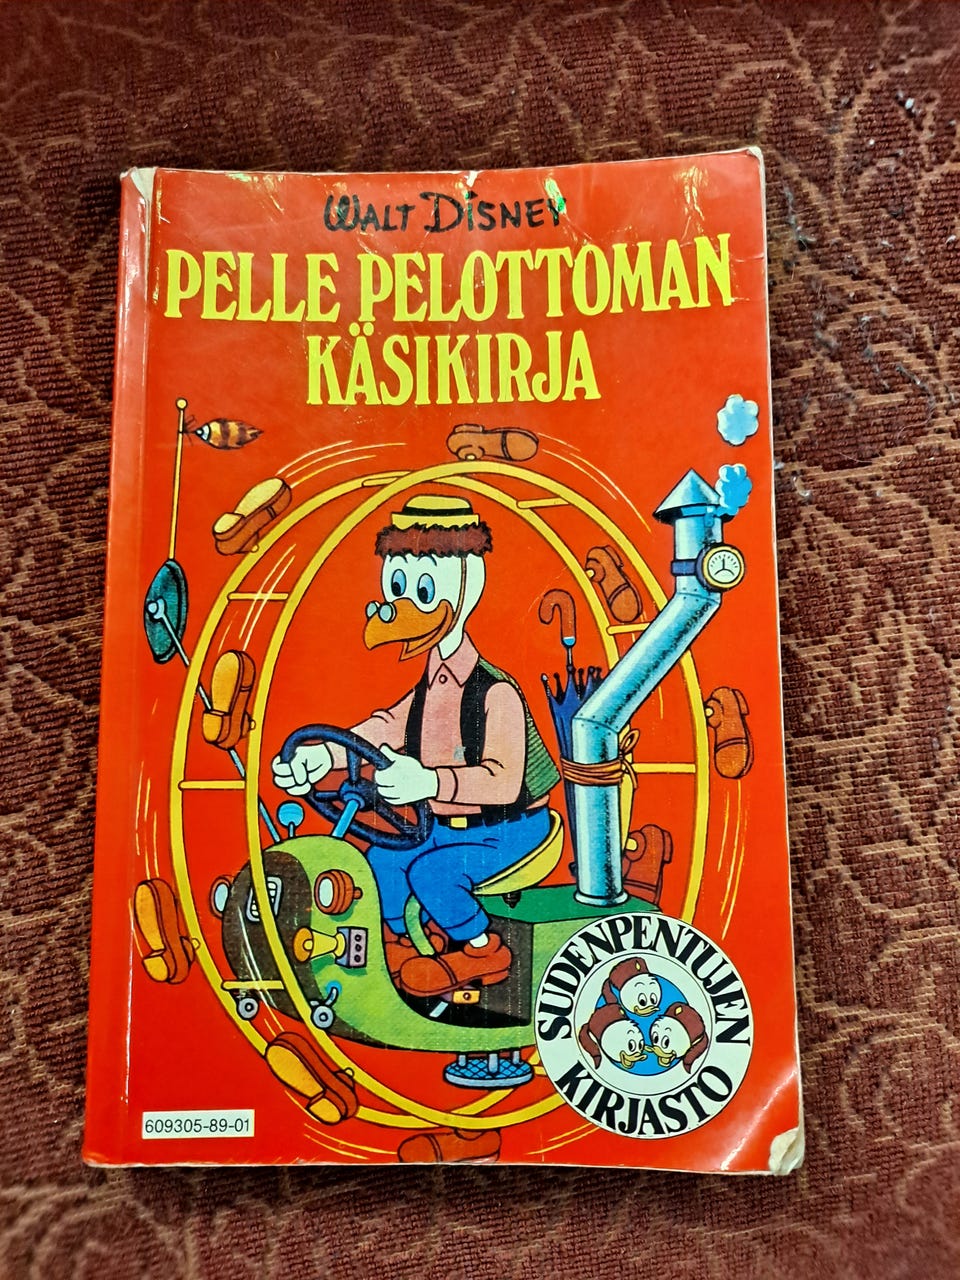 WALT DISNEY
PELLE PELOTTOMAN
KÄSIKIRJA
SUDENPENTUJEN
KIRJASTO
609305-89-01